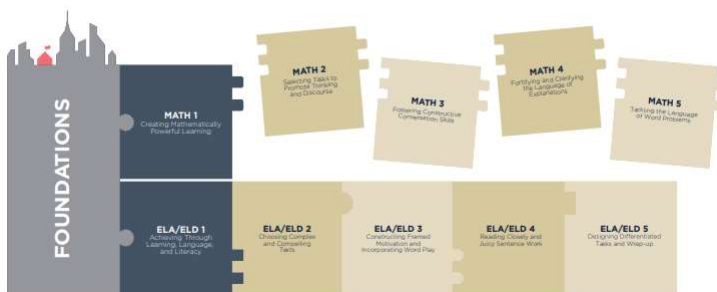 FOUNDATIONS
MATH 1
Creating Mathematically
Powerful Learning
MATH 2
Selecting Tasks to
Promote Thinking
and Discourse
MATH 3
Fostering Constructive
Conversation Skills
MATH 4
Fortifying and Clarifying
the Language of
Explanations
MATH 5
Tackling the Language
of Word Problems
ELA/ELD 1
Achieving Through
Learning, Language,
and Literacy
ELA/ELD 2
Choosing Complex
and Compelling
Texts
ELA/ELD 3
Constructing Framed
Motivation and
Incorporating Word Play
ELA/ELD 4
Reading Closely and
Juicy Sentence Work
ELA/ELD 5
Designing Differentiated
Tasks and Wrap-up